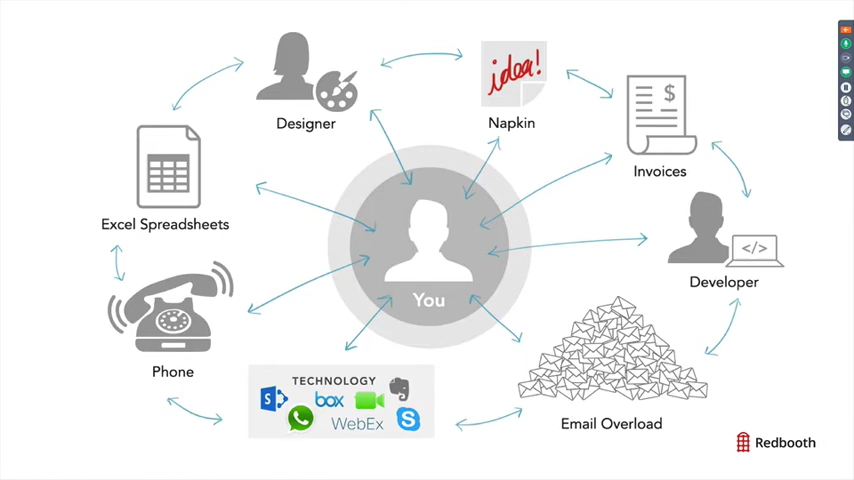 idea!
Designer
Napkin
$
Invoices
Excel Spreadsheets
</>
Developer
You
Phone
TECHNOLOGY
S
box
WebEx
S
Email Overload
Redbooth